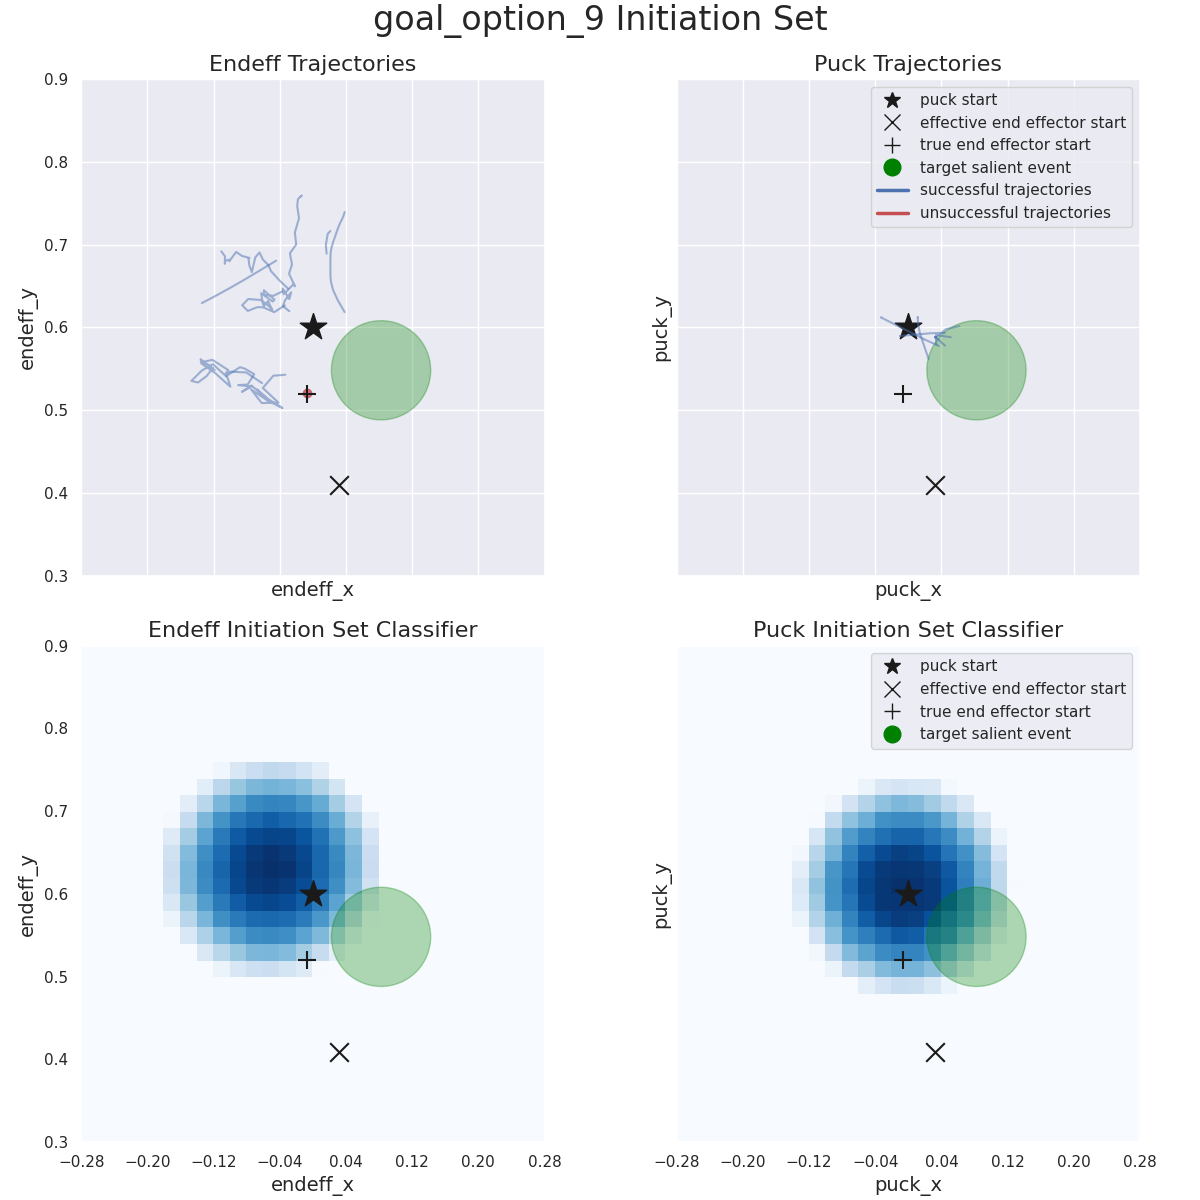 goal_option_9 Initiation Set
Endeff Trajectories
0.9
0.8
0.7
0.6
0.5
0.4
0.3
endeff_y
endeff_x
Puck Trajectories
puck start
effective end effector start
true end effector start
target salient event
successful trajectories
unsuccessful trajectories
puck_y
puck_x
Endeff Initiation Set Classifier
0.9
0.8
0.7
0.6
0.5
0.4
0.3
endeff_y
−0.28 −0.20 −0.12 −0.04 0.04 0.12 0.20 0.28
endeff_x
Puck Initiation Set Classifier
puck start
effective end effector start
true end effector start
target salient event
puck_y
−0.28 −0.20 −0.12 −0.04 0.04 0.12 0.20 0.28
puck_x